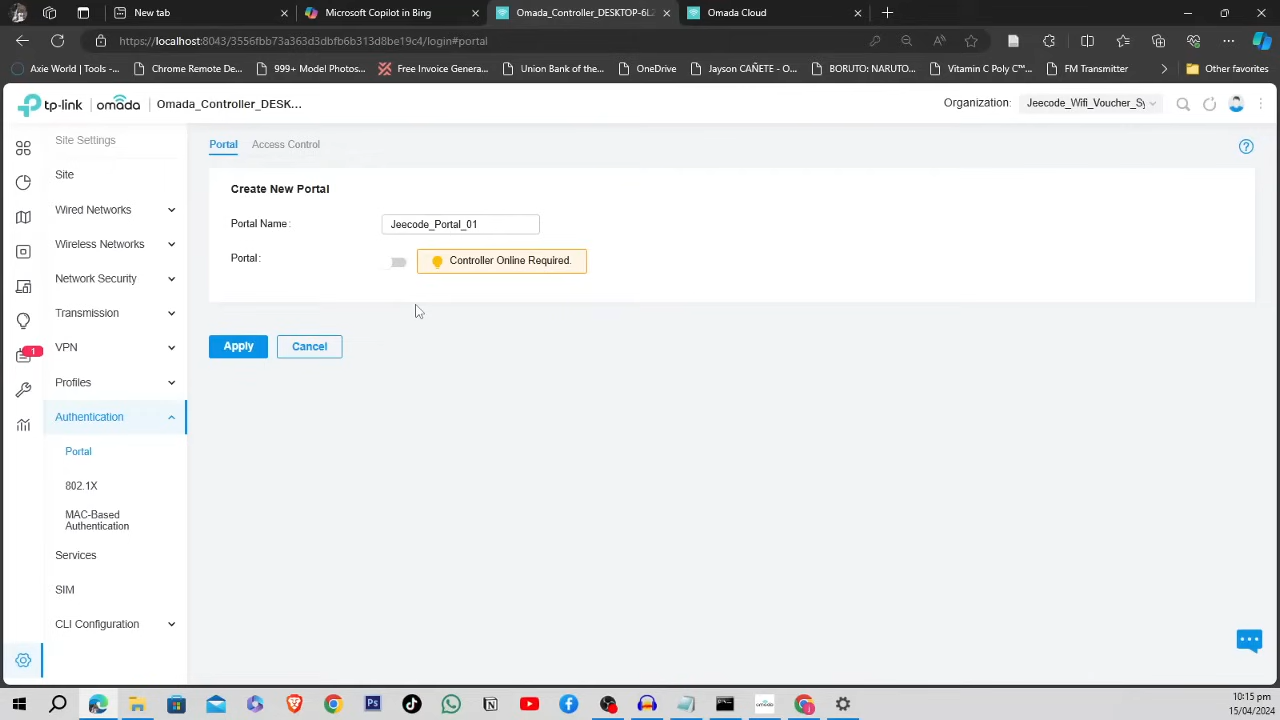 New tab
Microsoft Copilot in Bing
Omada_Controller_DESKTOP-6L
Omada Cloud
https://localhost:8043/3556fbb73a363d3dbfb6b313d8be19c4/login#portal
Axie World | Tools -...
Chrome Remote De...
999+ Model Photos...
Free Invoice Genera...
Union Bank of the...
OneDrive
Jayson CAÑETE - O...
BORUTO: NARUTO...
Vitamin C Poly C™...
FM Transmitter
Other favorites
tp-link
omada
Omada_Controller_DESK...
Organization:
Jeecode_Wifi_Voucher_Sy
Site Settings
Site
Wired Networks
Wireless Networks
Network Security
Transmission
1
VPN
Profiles
Authentication
Portal
802.1X
MAC-Based
Authentication
Services
SIM
CLI Configuration
Portal
Access Control
Create New Portal
Portal Name:
Jeecode_Portal_01
Portal:
Controller Online Required.
Apply
Cancel
Ps
omada
10:15 pm
15/04/2024